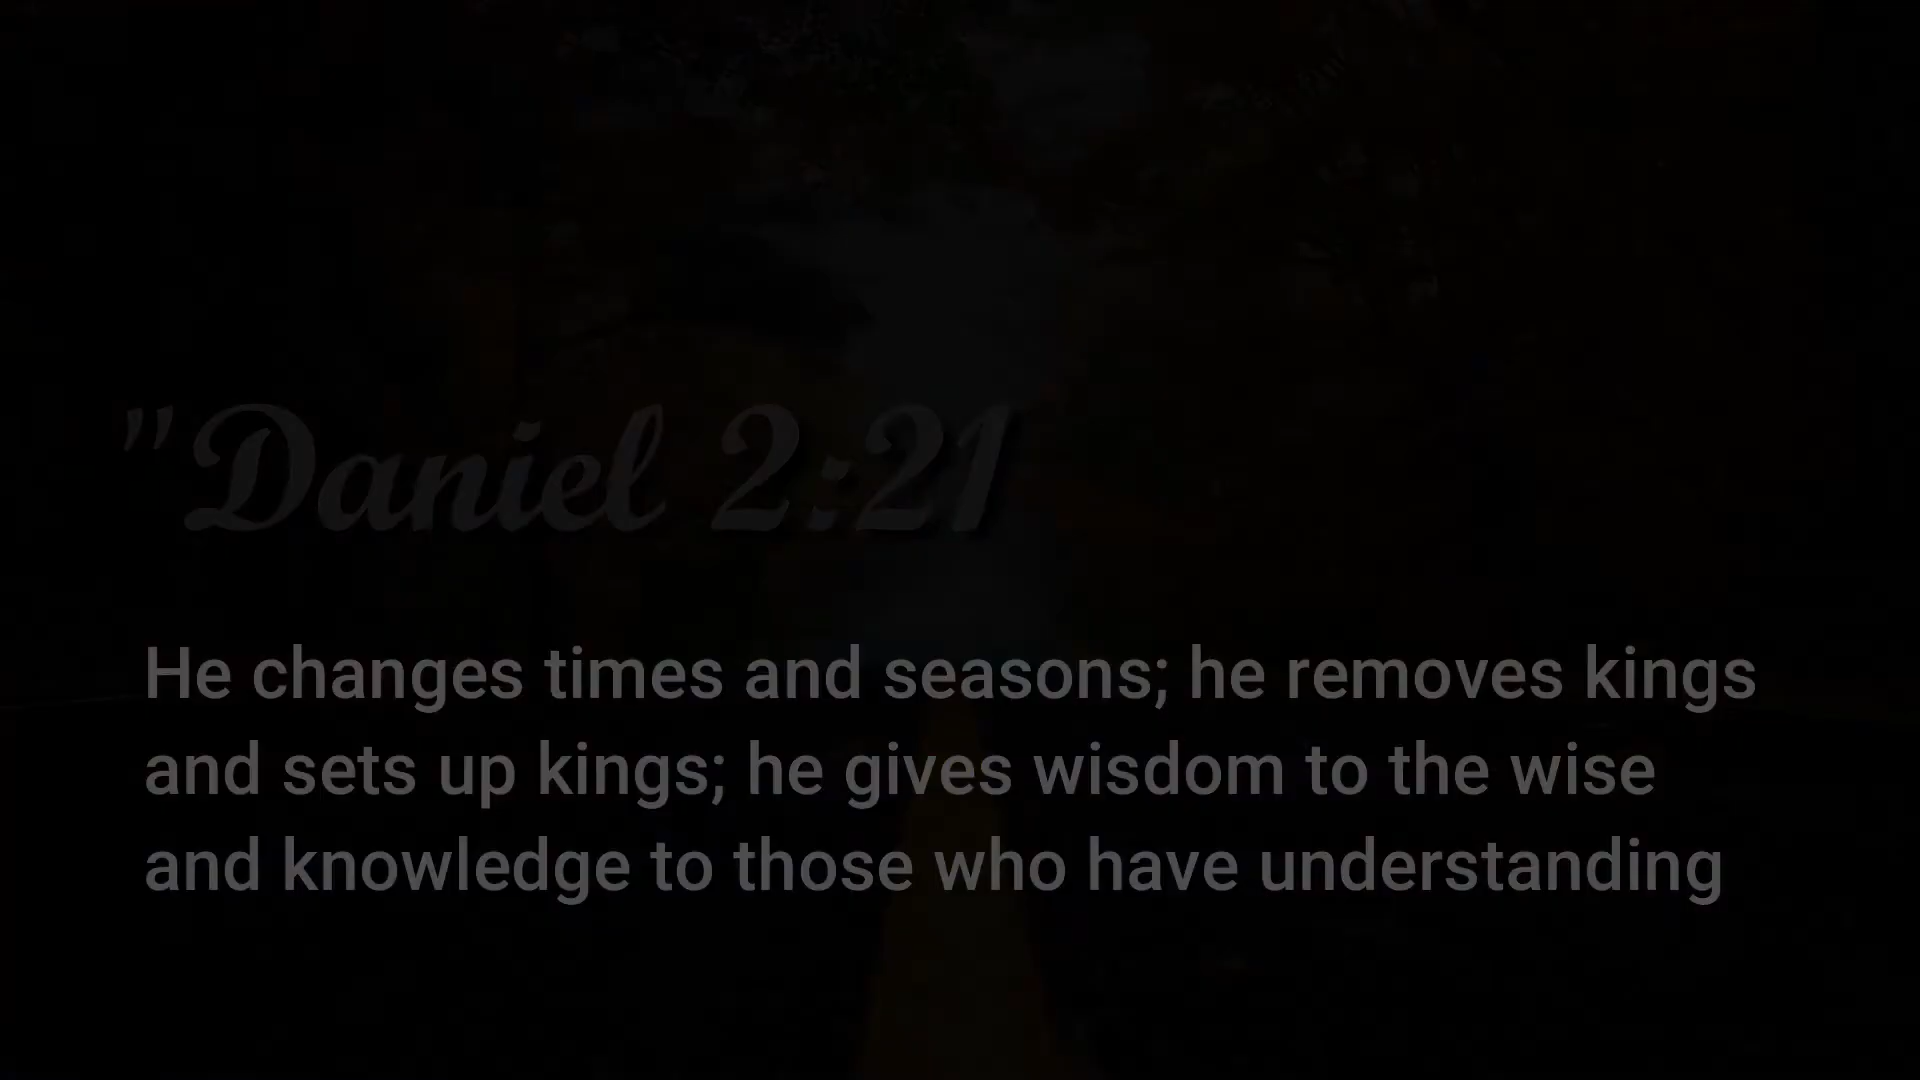 "Daniel 2:21
He changes times and seasons; he removes kings
and sets up kings; he gives wisdom to the wise
and knowledge to those who have understanding